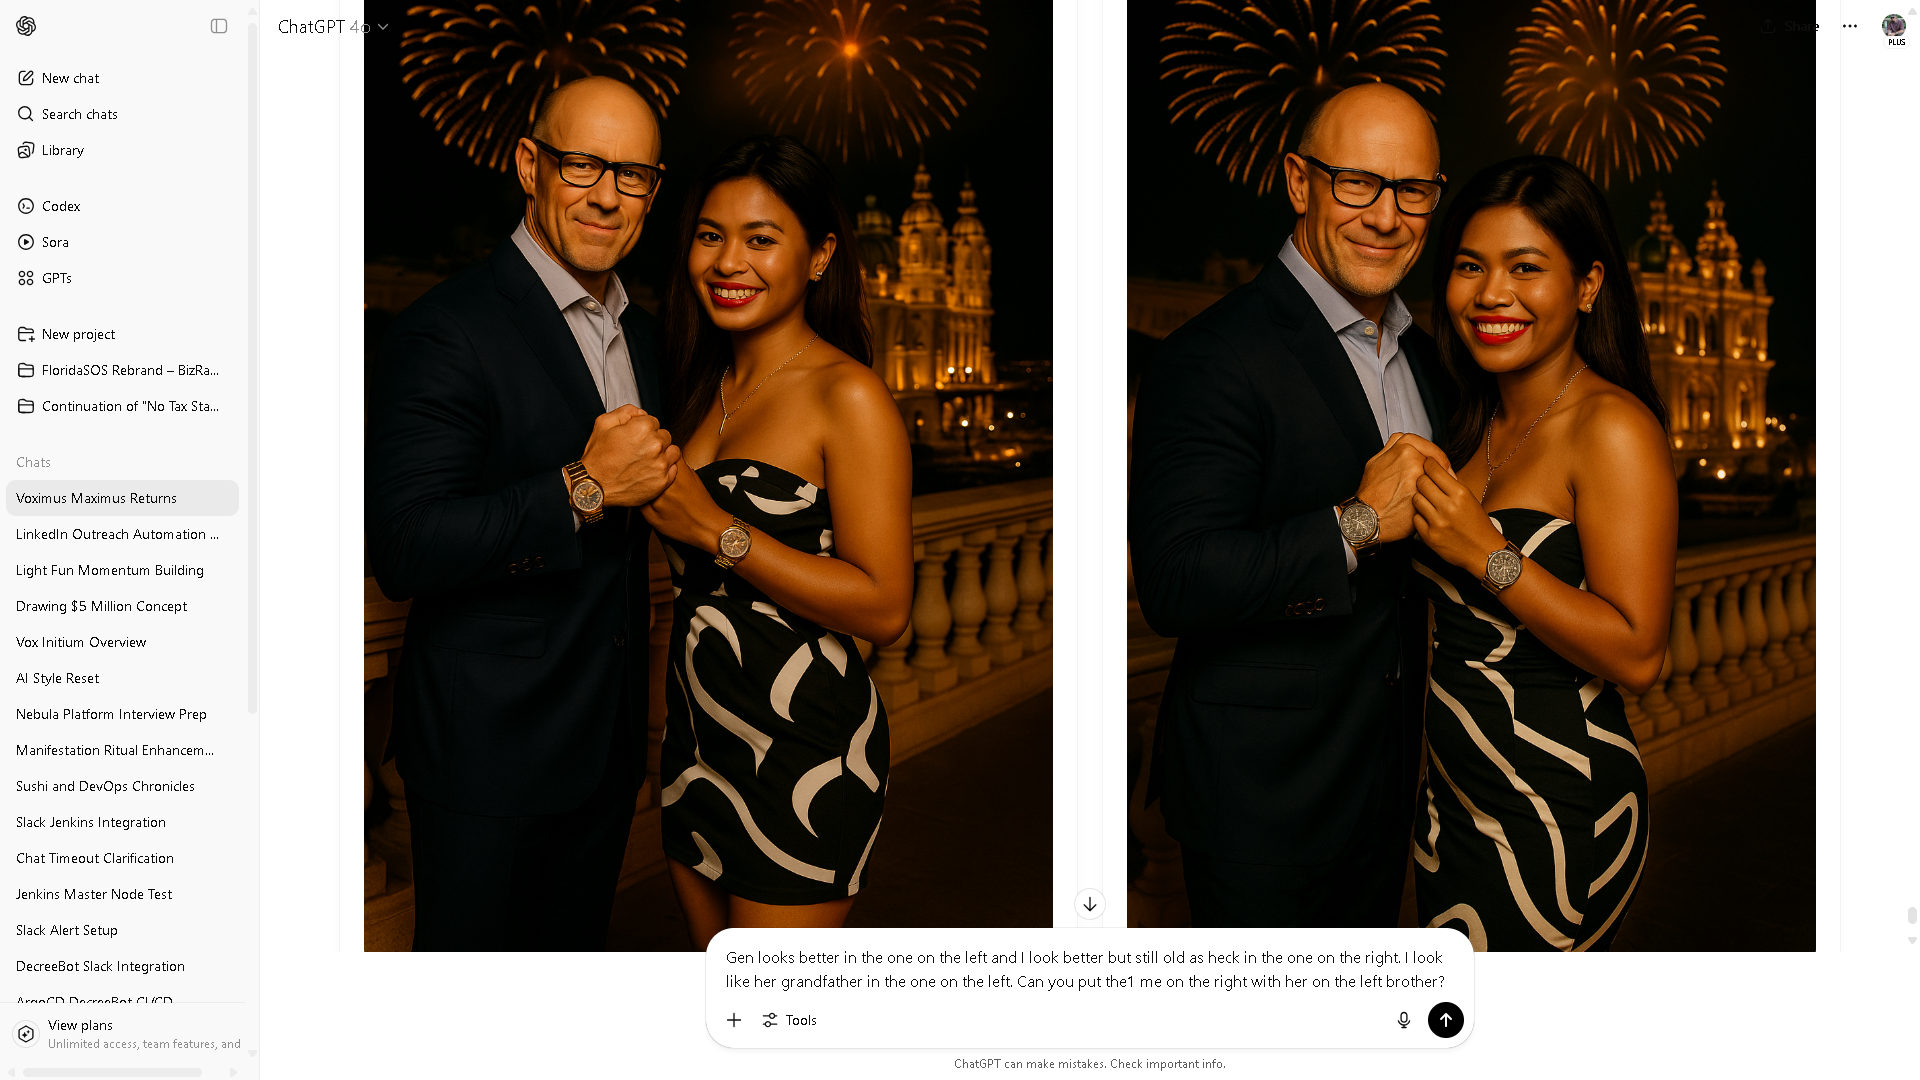 ChatGPT 4o
Share
PLUS
New chat
Search chats
Library
Codex
Sora
GPTs
New project
FloridaSOS Rebrand – BizRa...
Continuation of "No Tax Sta...
Chats
Voximus Maximus Returns
LinkedIn Outreach Automation ...
Light Fun Momentum Building
Drawing $5 Million Concept
Vox Initium Overview
AI Style Reset
Nebula Platform Interview Prep
Manifestation Ritual Enhancem...
Sushi and DevOps Chronicles
Slack Jenkins Integration
Chat Timeout Clarification
Jenkins Master Node Test
Slack Alert Setup
DecreeBot Slack Integration
ArgoCD DecreeBot CI/CD
View plans
Unlimited access, team features, and
Gen looks better in the one on the left and I look better but still old as heck in the one on the right. I look
like her grandfather in the one on the left. Can you put the1 me on the right with her on the left brother?
Tools
ChatGPT can make mistakes. Check important info.